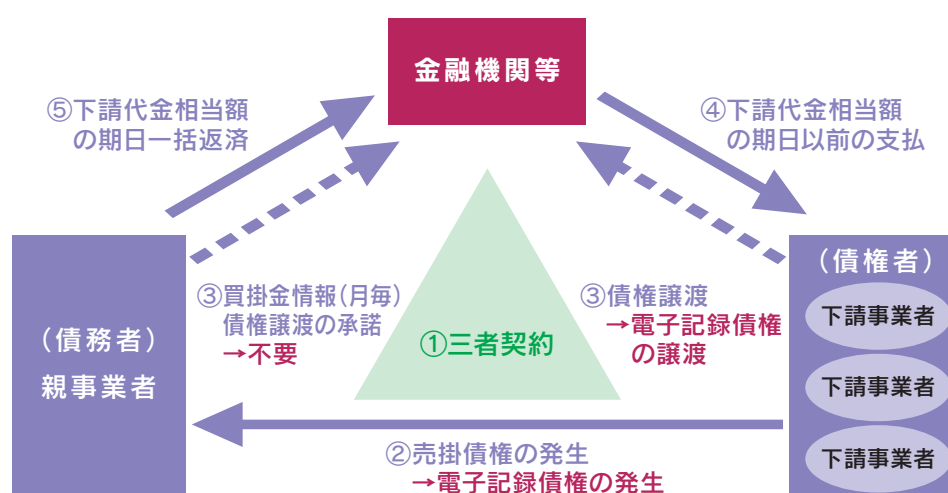 金融機関等
⑤下請代金相当額
の期日一括返済
④下請代金相当額
の期日以前の支払
(債務者)
親事業者
③買掛金情報(月毎)
債権譲渡の承諾
→不要
①三者契約
③債権譲渡
→電子記録債権
の譲渡
(債権者)
下請事業者
下請事業者
下請事業者
②売掛債権の発生
→電子記録債権の発生